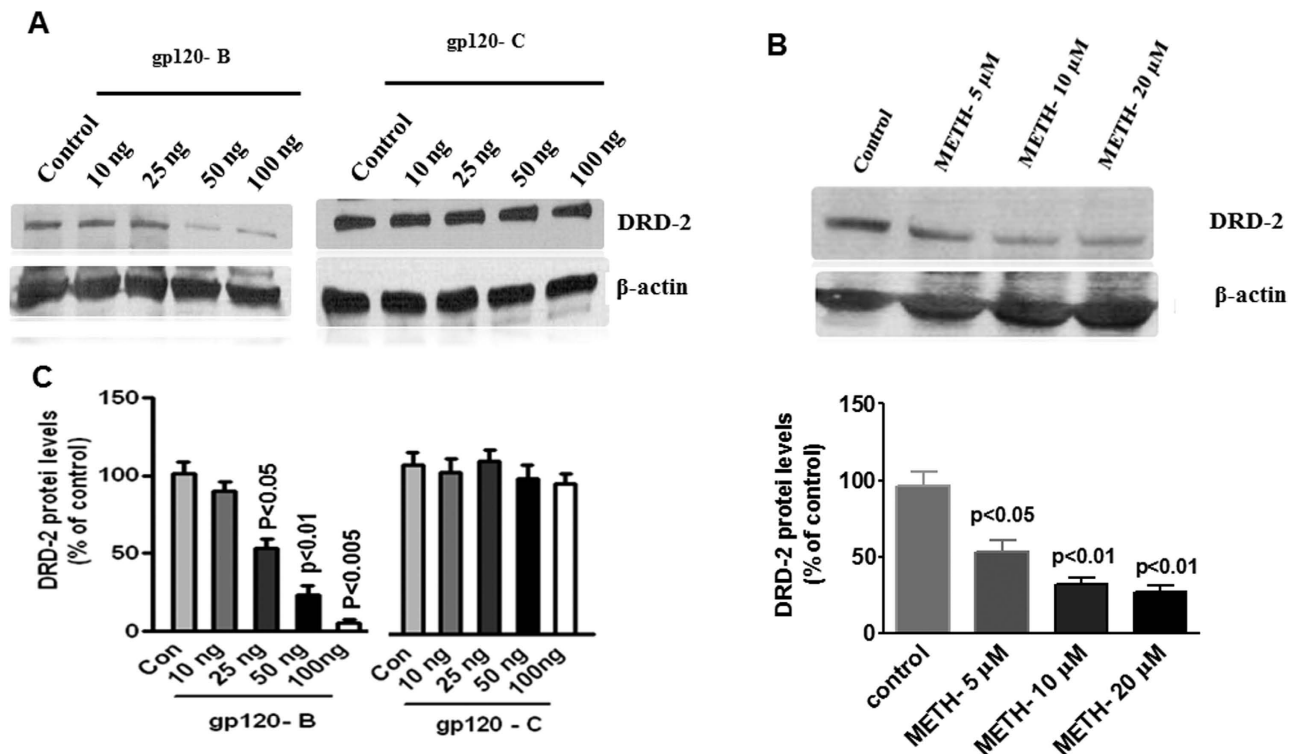 A
gp120- B
gp120- C
Control
10 ng
25 ng
50 ng
100 ng
Control
10 ng
25 ng
50 ng
100 ng
DRD-2
β-actin
B
Control
METH- 5 µM
METH- 10 µM
METH- 20 µM
DRD-2
β-actin
C
DRD-2 protei levels
(% of control)
150
100
50
0
P<0.05
p<0.01
P<0.005
Con
10 ng
25 ng
50 ng
100ng
gp120- B
Con
10 ng
25 ng
50 ng
100ng
gp120 - C
DRD-2 protei levels
(% of control)
150
100
50
0
p<0.05
p<0.01
p<0.01
control
METH- 5 µM
METH- 10 µM
METH- 20 µM